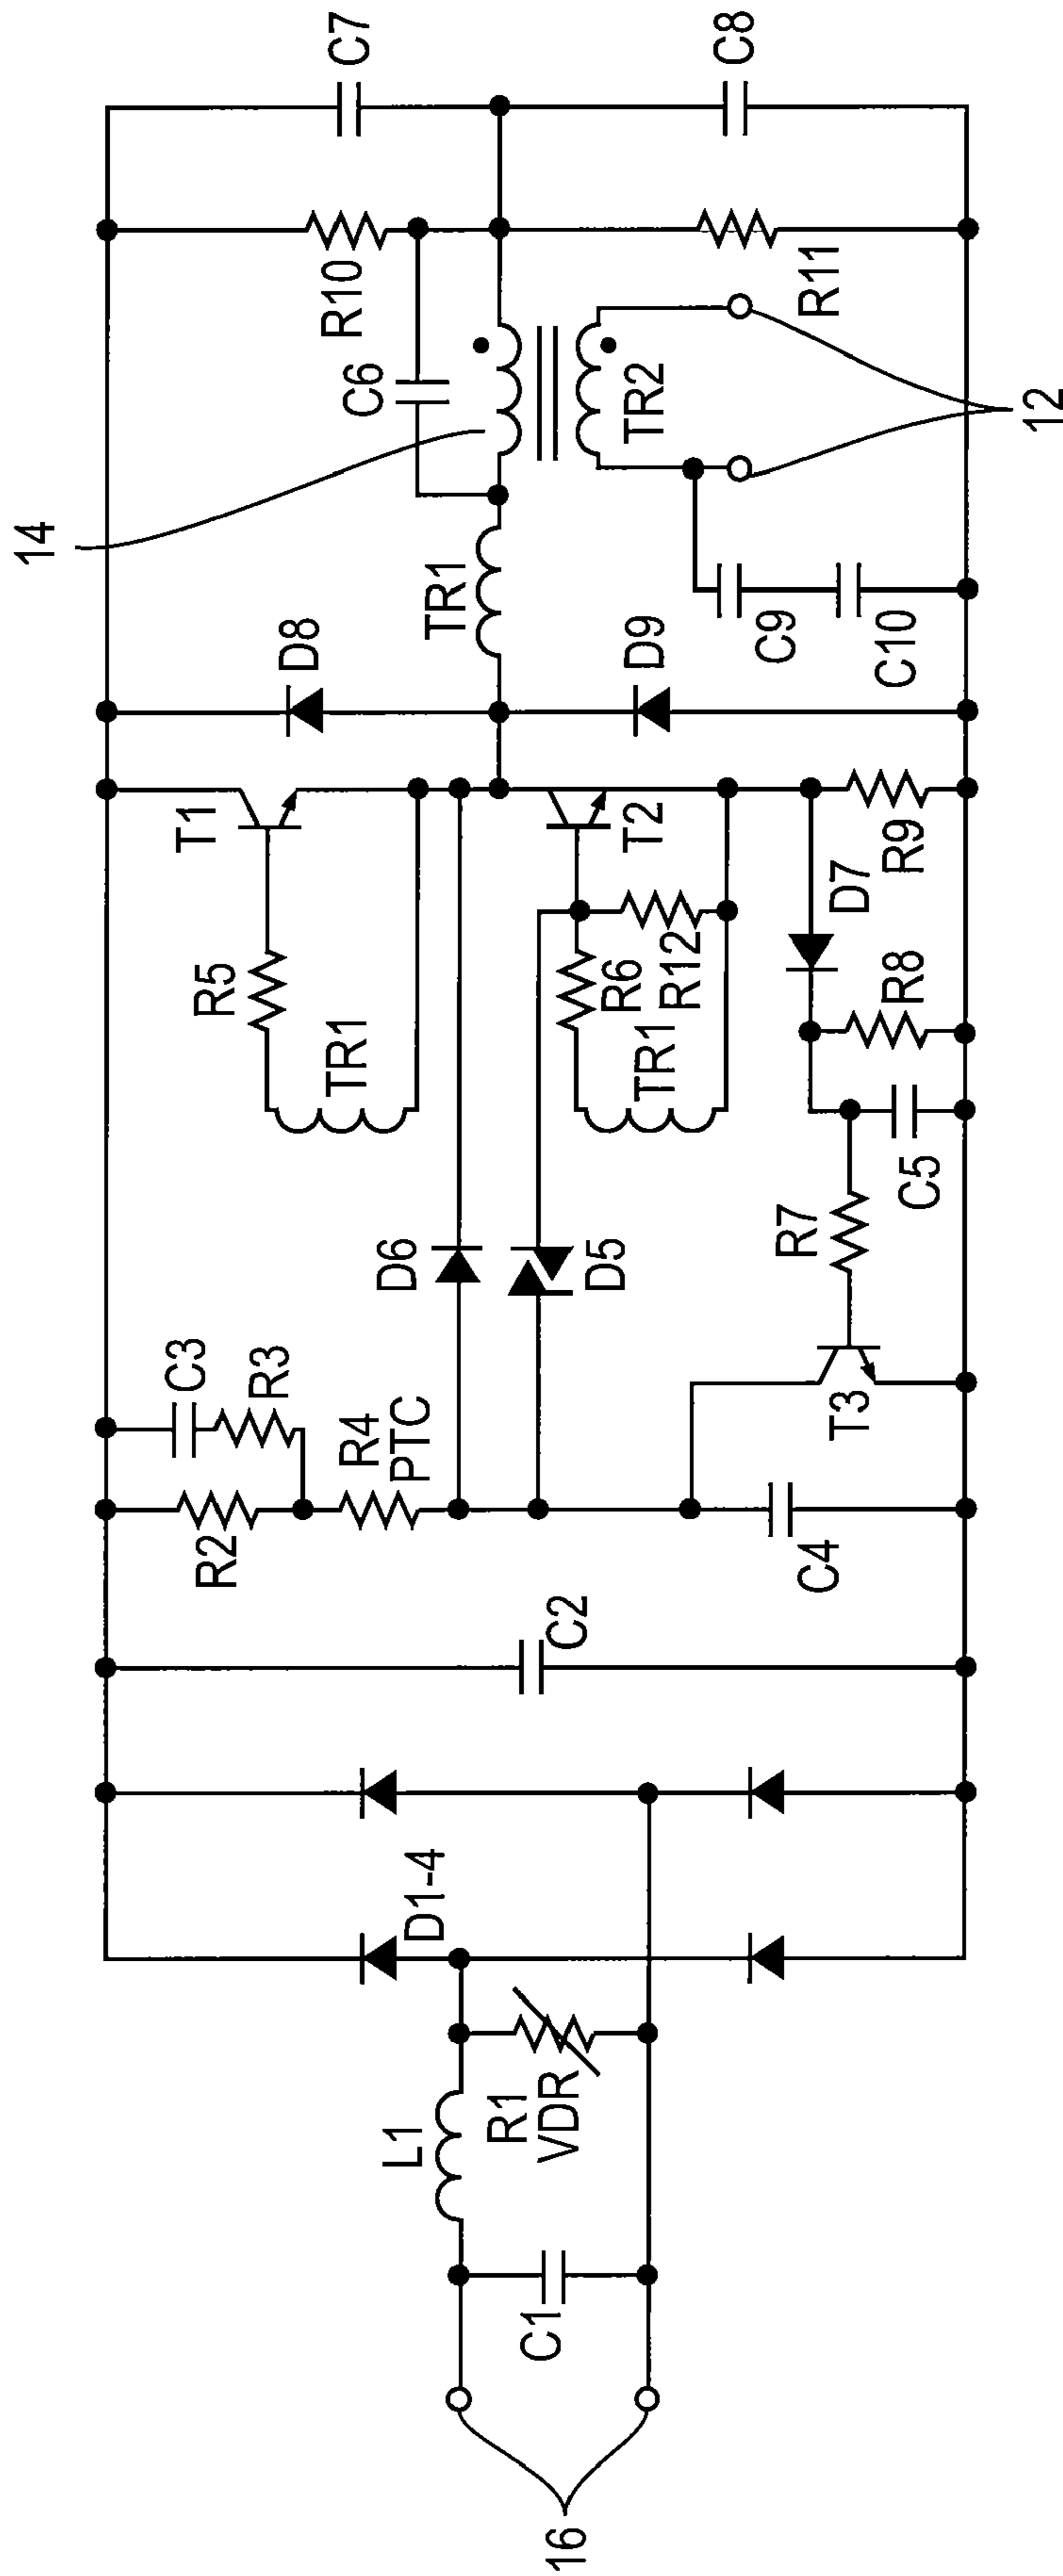 16
C1
L1
R1
VDR
D1-4
C2
R2
C3
R3
R4
PTC
C4
D6
D5
T3
R7
C5
R8
D7
R9
TR1
R5
T1
TR1
R6
R12
T2
D8
D9
TR1
14
C6
TR2
C9
C10
12
R10
R11
C7
C8